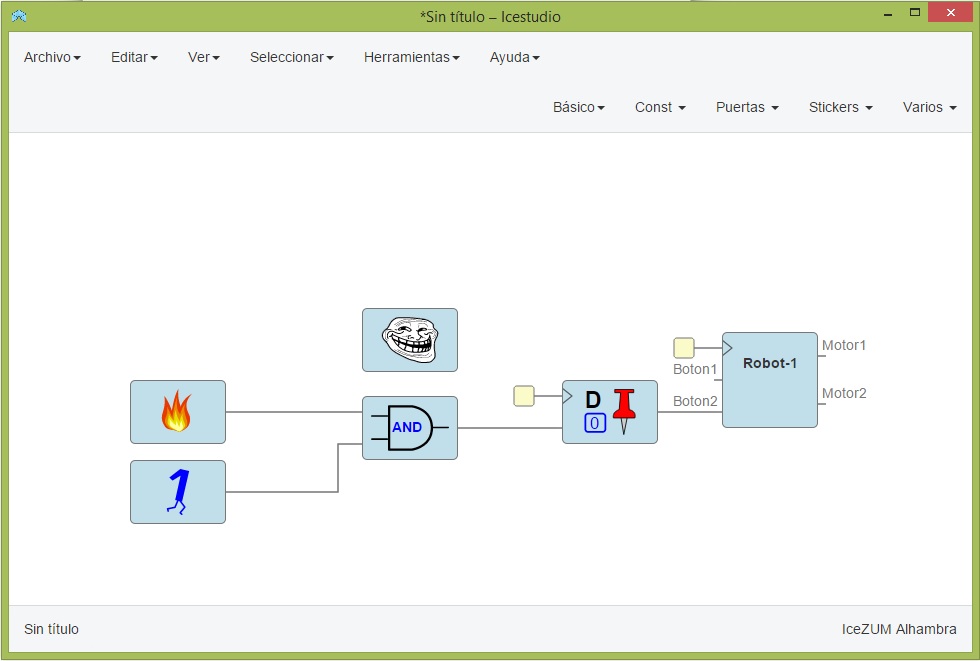 *Sin título – Icestudio
Archivo Editar Ver Seleccionar Herramientas Ayuda
Básico Const Puertas Stickers Varios
Robot-1
Motor1
Boton1
D
Motor2
Boton2
0
AND
1
Sin título IceZUM Alhambra